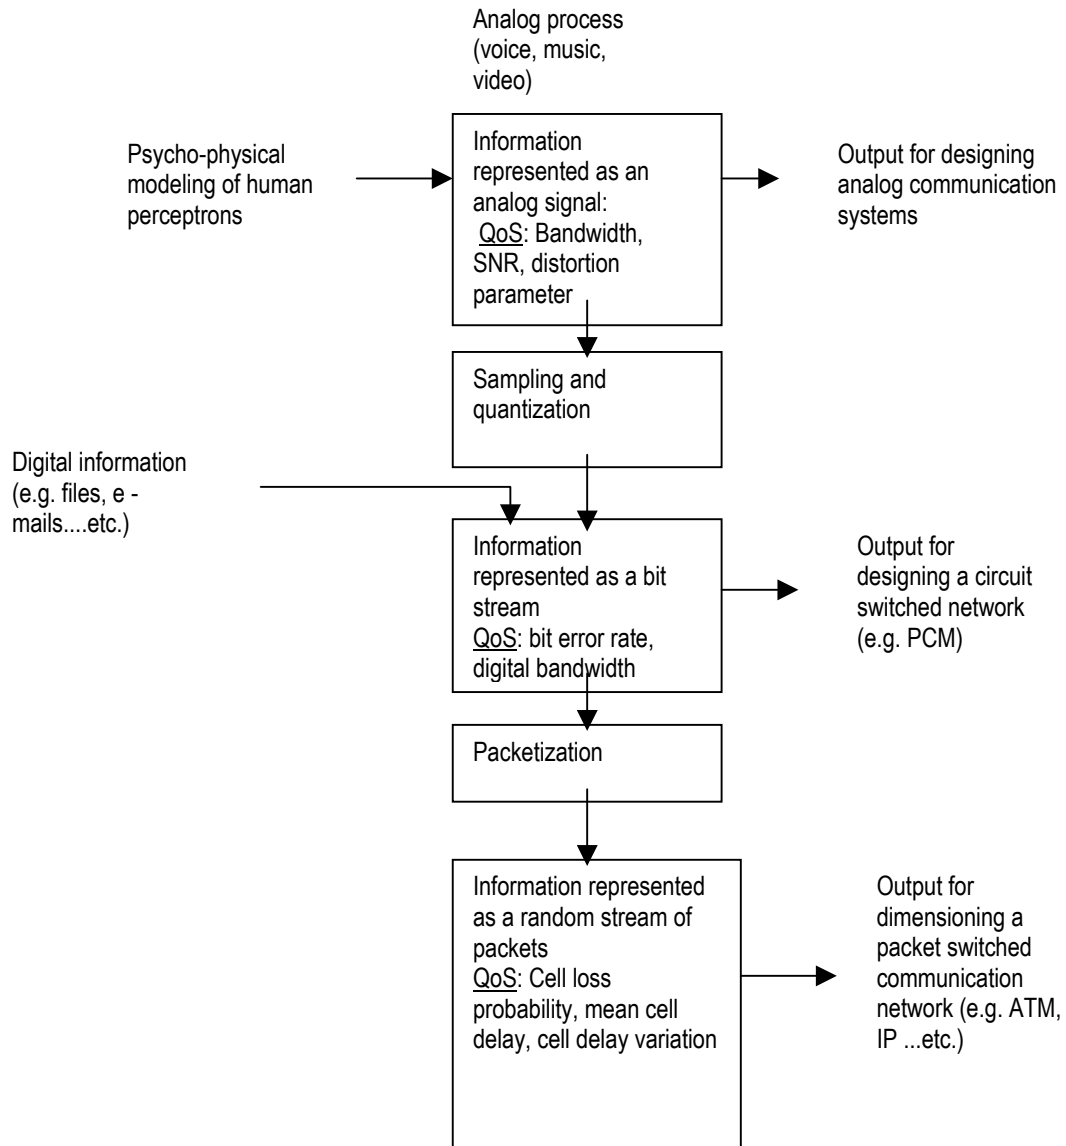 Analog process
(voice, music,
video)
Psycho-physical
modeling of human
perceptrons
Information
represented as an
analog signal:
QoS: Bandwidth,
SNR, distortion
parameter
Output for designing
analog communication
systems
Sampling and
quantization
Digital information
(e.g. files, e -
mails....etc.)
Information
represented as a bit
stream
QoS: bit error rate,
digital bandwidth
Output for
designing a circuit
switched network
(e.g. PCM)
Packetization
Information represented
as a random stream of
packets
QoS: Cell loss
probability, mean cell
delay, cell delay variation
Output for
dimensioning a
packet switched
communication
network (e.g. ATM,
IP ...etc.)